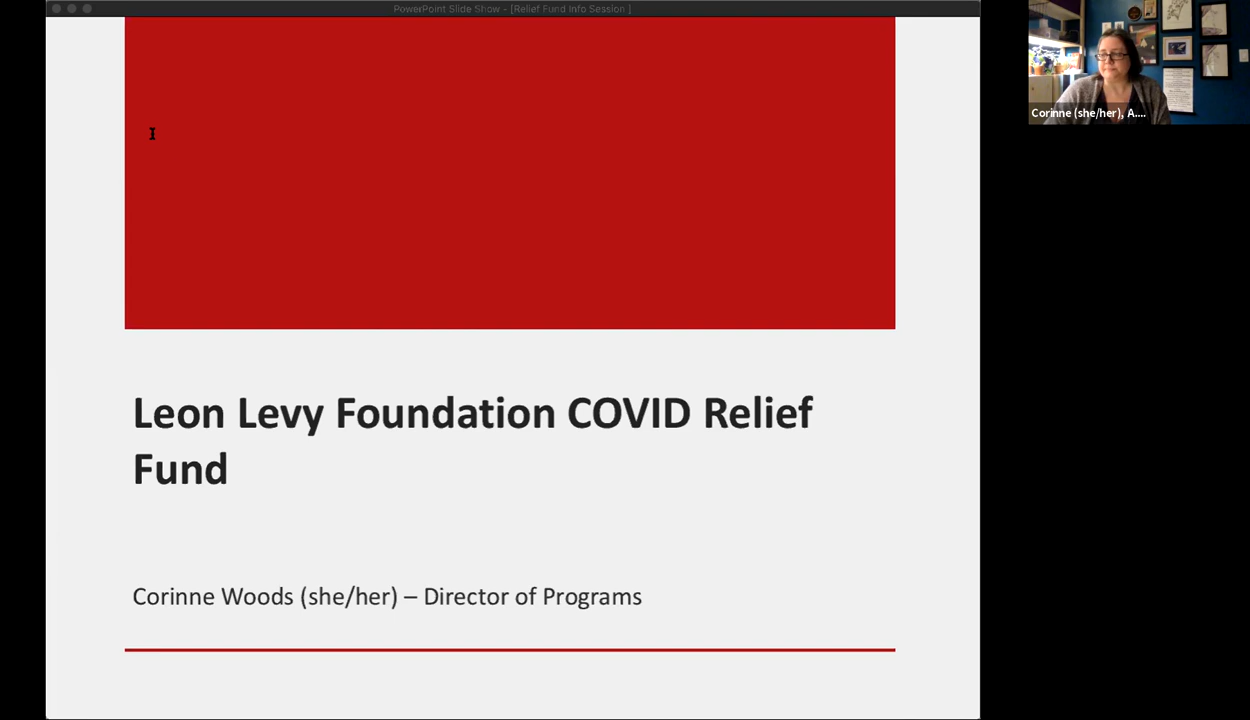 PowerPoint Slide Show - [Relief Fund Info Session ]
Corinne (she/her), A....
Leon Levy Foundation COVID Relief
Fund
Corinne Woods (she/her) – Director of Programs